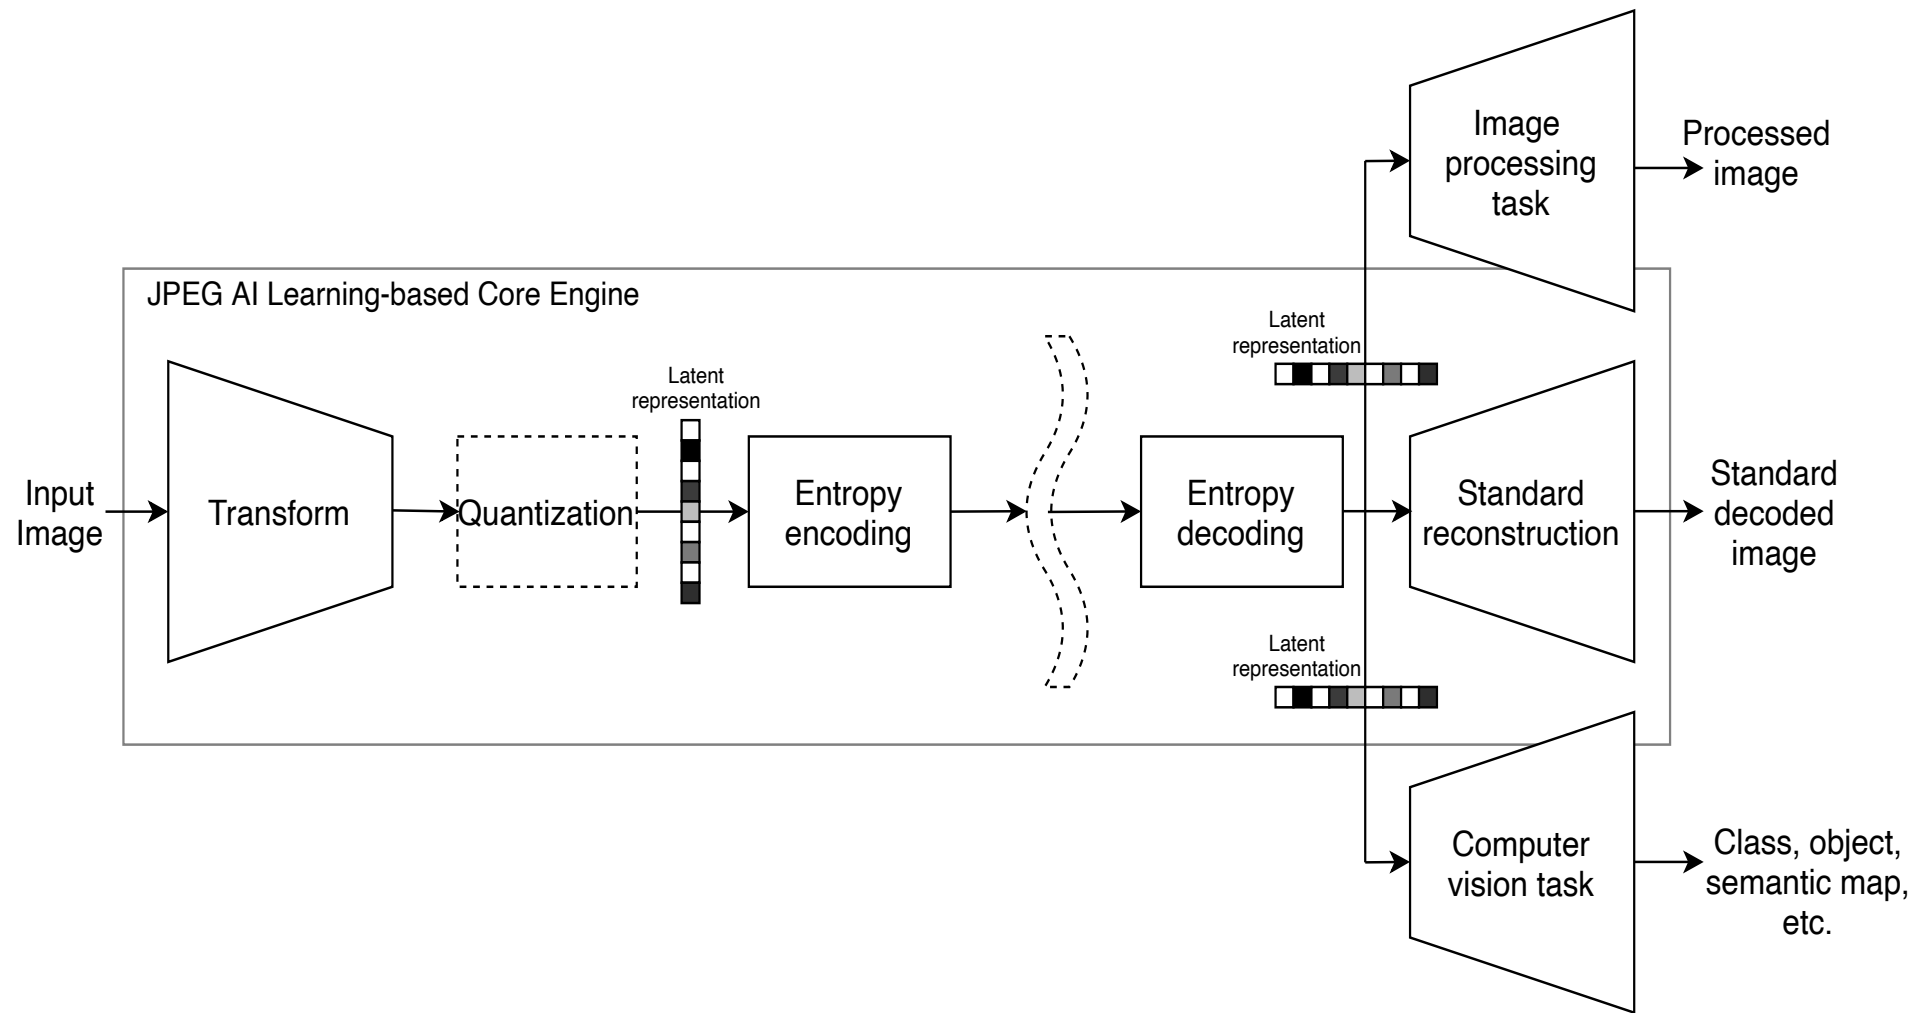 Image
processing
task
Processed
image
JPEG AI Learning-based Core Engine
Latent
representation
Latent
representation
Input
Image
Transform
Quantization
Entropy
encoding
Entropy
decoding
Standard
reconstruction
Standard
decoded
image
Latent
representation
Computer
vision task
Class, object,
semantic map,
etc.